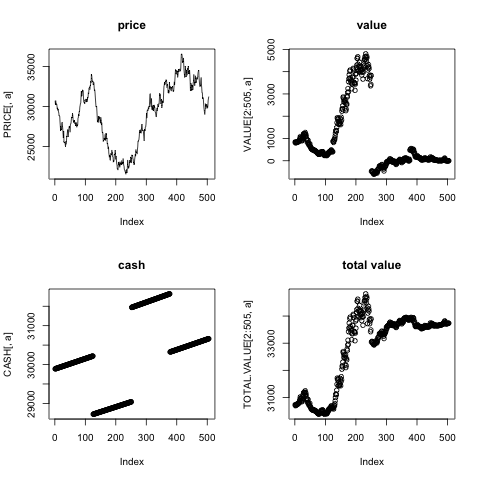 price
PRICE[, a]
25000 30000 35000
0 100 200 300 400 500
Index
value
VALUE[2:505, a]
0 1000 3000 5000
0 100 200 300 400 500
Index
cash
CASH[, a]
29000 30000 31000
0 100 200 300 400 500
Index
total value
TOTAL.VALUE[2:505, a]
31000 33000
0 100 200 300 400 500
Index